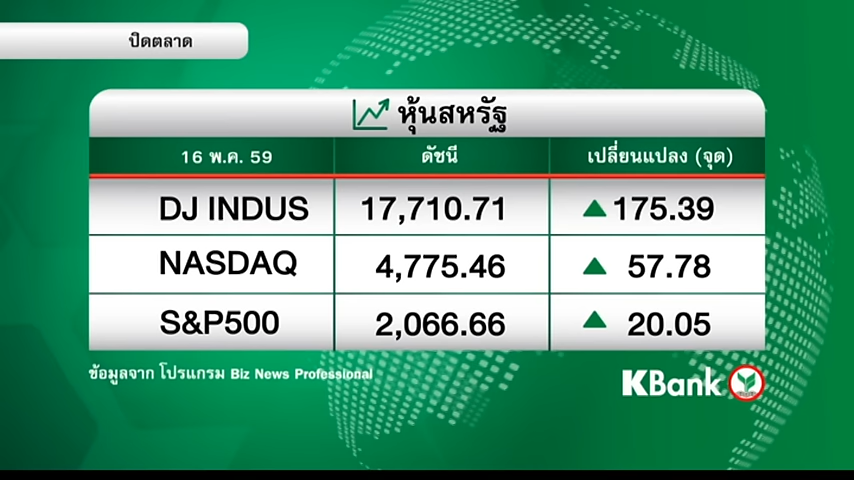 ปิดตลาด
หุ้นสหรัฐ
16 พ.ค. 59 ดัชนี เปลี่ยนแปลง (จุด)
DJ INDUS 17,710.71 ▲ 175.39
NASDAQ 4,775.46 ▲ 57.78
S&P500 2,066.66 ▲ 20.05
ข้อมูลจาก โปรแกรม Biz News Professional
KBank